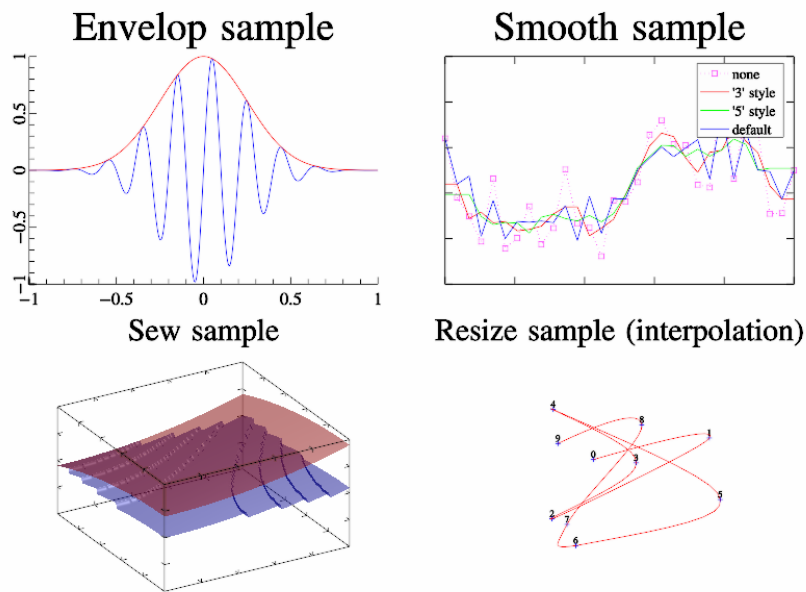 Envelop sample
Smooth sample
1
0.5
0
−0.5
−1
−1
−0.5
0
0.5
1
none
'3' style
'5' style
default
Sew sample
Resize sample (interpolation)
4
8
1
9
0
3
5
2
7
6